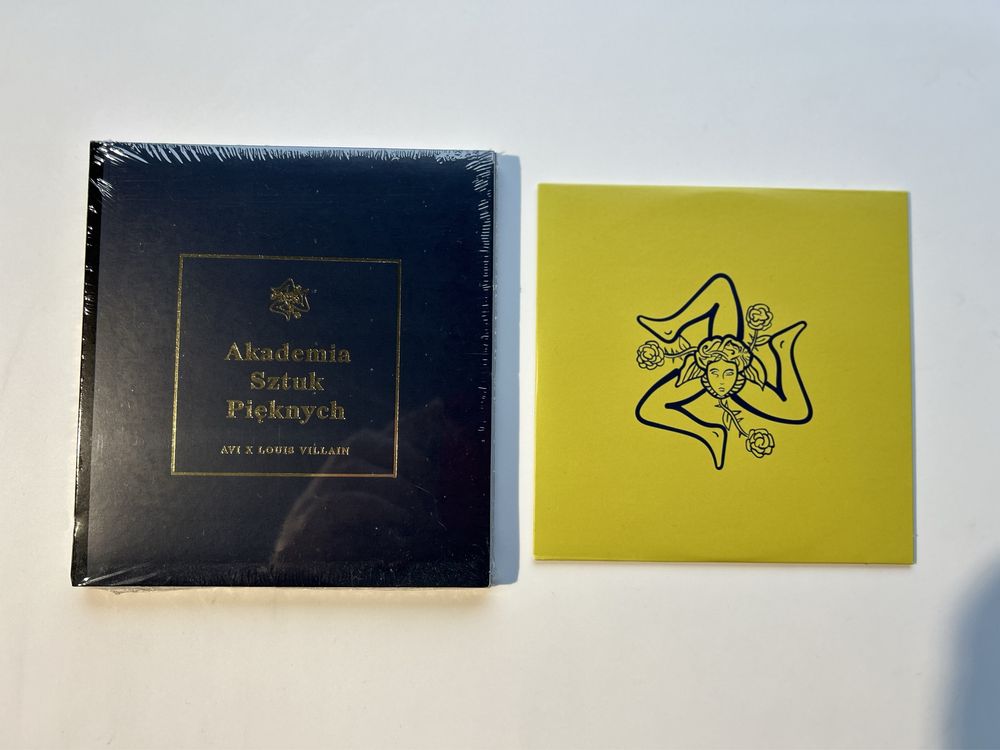 Akademia
Sztuk
Pięknych
AVI X LOUIS VILLAIN